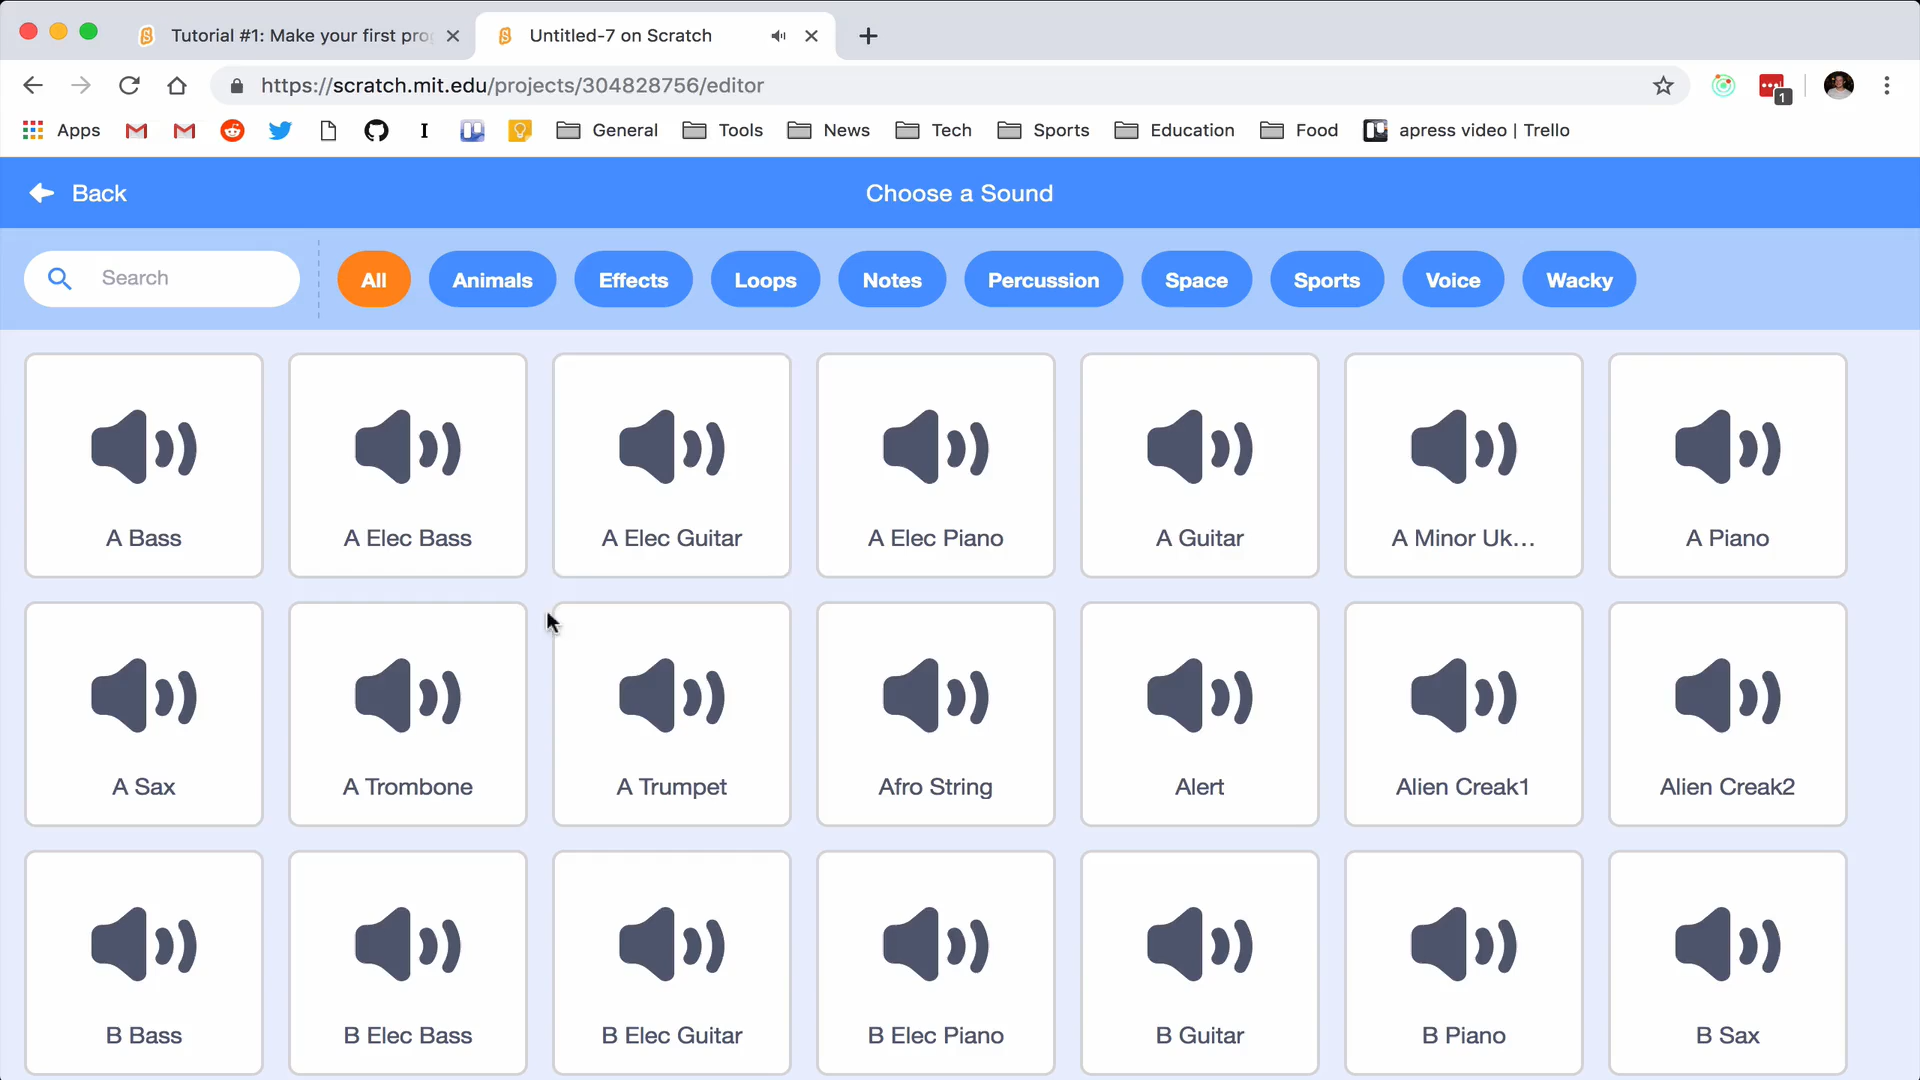 Tutorial #1: Make your first pro
Untitled-7 on Scratch
https://scratch.mit.edu/projects/304828756/editor
1
Apps
General
Tools
News
Tech
Sports
Education
Food
apress video | Trello
Back
Choose a Sound
Search
All
Animals
Effects
Loops
Notes
Percussion
Space
Sports
Voice
Wacky
A Bass
A Elec Bass
A Elec Guitar
A Elec Piano
A Guitar
A Minor Uk...
A Piano
A Sax
A Trombone
A Trumpet
Afro String
Alert
Alien Creak1
Alien Creak2
B Bass
B Elec Bass
B Elec Guitar
B Elec Piano
B Guitar
B Piano
B Sax